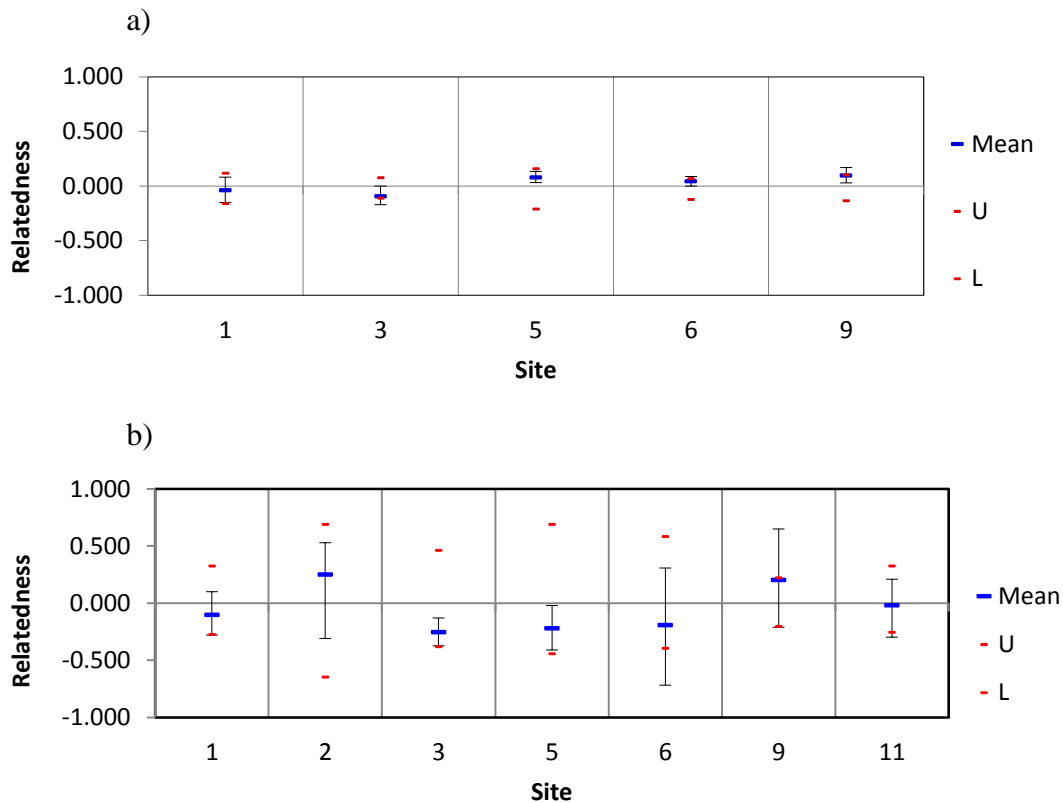 a)
1.000
0.500
0.000
-0.500
-1.000
Relatedness
1 3 5 6 9
Site
Mean
U
L
b)
1.000
0.500
0.000
-0.500
-1.000
Relatedness
1 2 3 5 6 9 11
Site
Mean
U
L